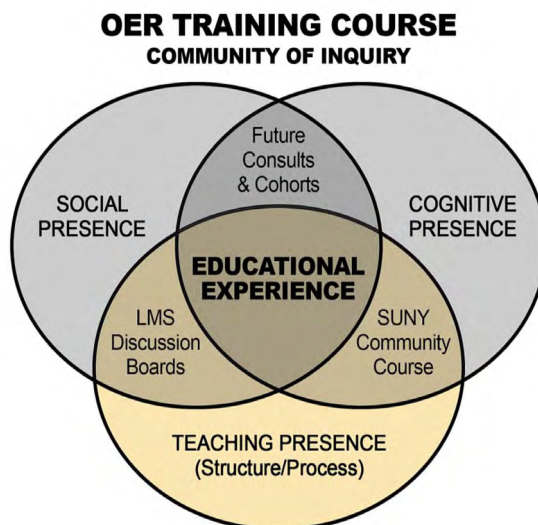 OER TRAINING COURSE
COMMUNITY OF INQUIRY
Future
Consults
& Cohorts
SOCIAL
PRESENCE
COGNITIVE
PRESENCE
EDUCATIONAL
EXPERIENCE
LMS
Discussion
Boards
SUNY
Community
Course
TEACHING PRESENCE
(Structure/Process)